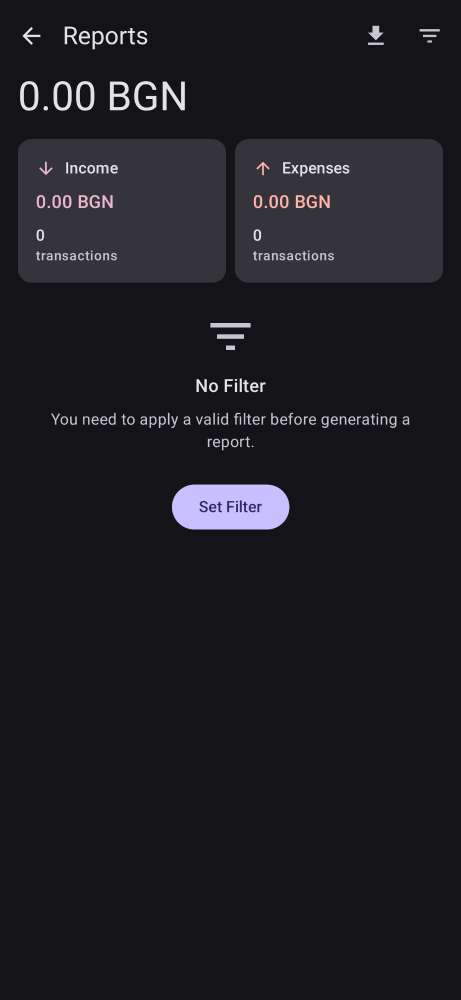 Reports
0.00 BGN
Income
0.00 BGN
0
transactions
Expenses
0.00 BGN
0
transactions
No Filter
You need to apply a valid filter before generating a
report.
Set Filter